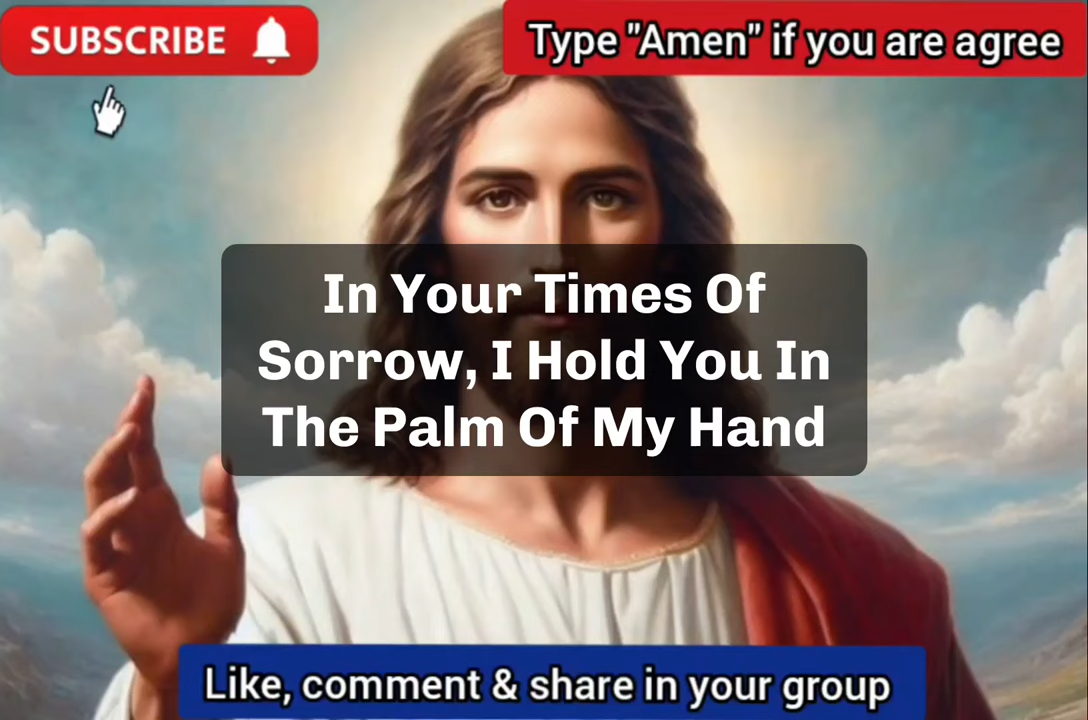 SUBSCRIBE
Type "Amen" if you are agree
In Your Times Of
Sorrow, I Hold You In
The Palm Of My Hand
Like, comment & share in your group